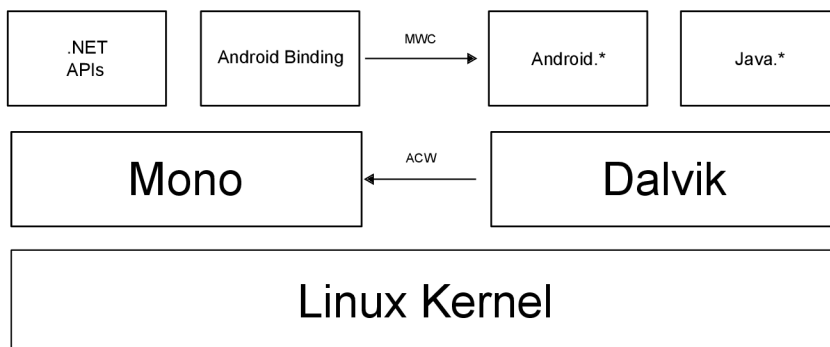 .NET
APIs
Android Binding
MWC
Android.*
Java.*
Mono
ACW
Dalvik
Linux Kernel